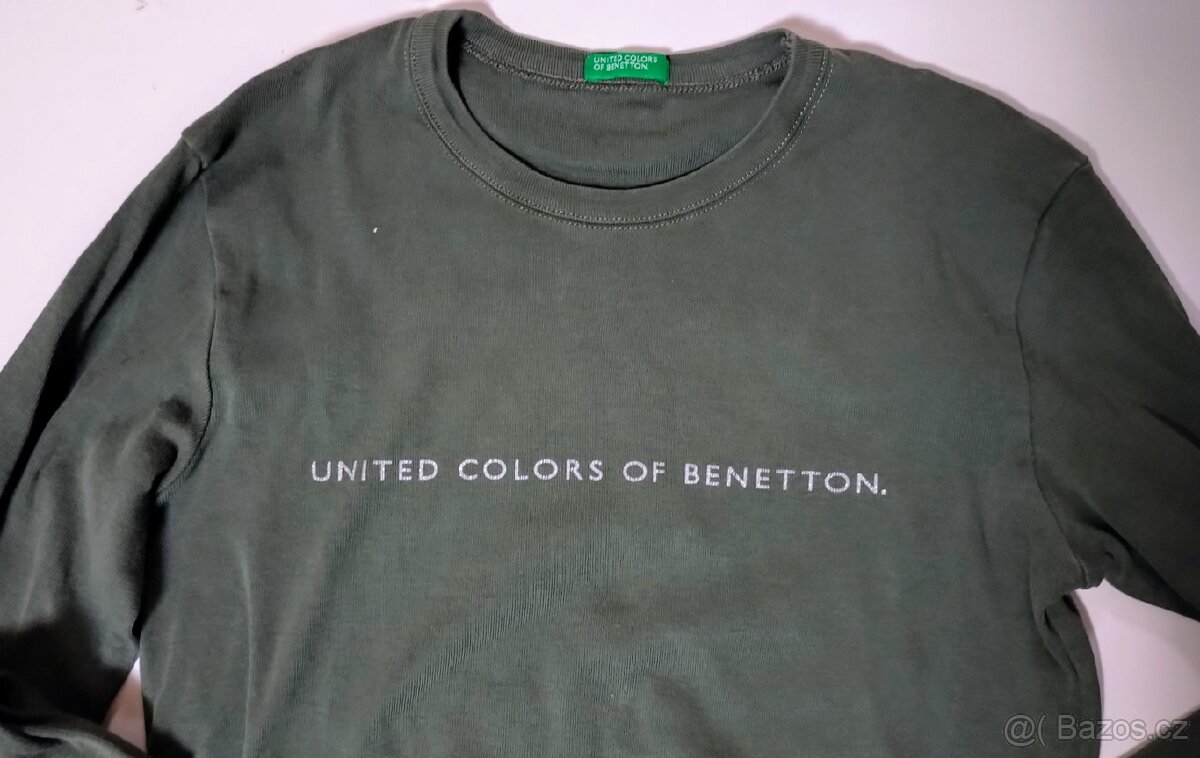 UNITED COLORS
OF BENETTON.
UNITED COLORS OF BENETTON.
@( Bazos.cz